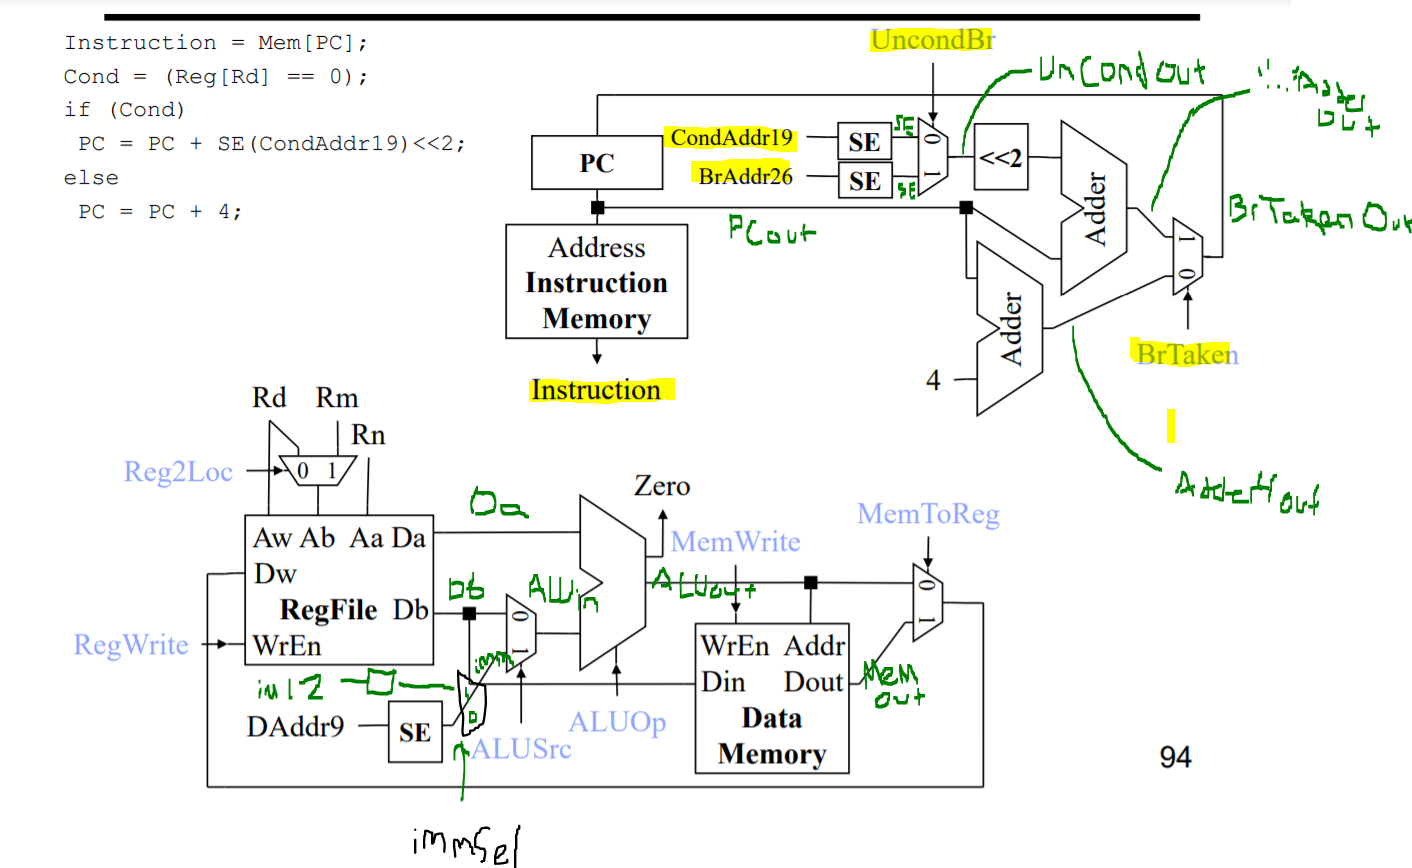 Instruction = Mem[PC];
Cond = (Reg[Rd] == 0);
if (Cond)
PC = PC + SE(CondAddr19)<<2;
else
PC = PC + 4;
UncondBr
UnCondOut
CondAddr19
SE
SE
0
<<2
PC
BrAddr26
SE
SE
1
Adder
BrTakenOut
PCout
1
0
Address
Instruction
Memory
Adder
BrTaken
4
Instruction
Rd
Rm
Rn
Reg2Loc
0 1
Zero
Da
MemToReg
Aw Ab Aa Da
MemWrite
Dw
Db
ALUin
ALUout
0
RegFile Db
0
1
RegWrite
WrEn
1
WrEn Addr
imm
Din Dout
Mem
out
DAddr9
SE
ALUSrc
ALUOp
Data
Memory
94
immSel